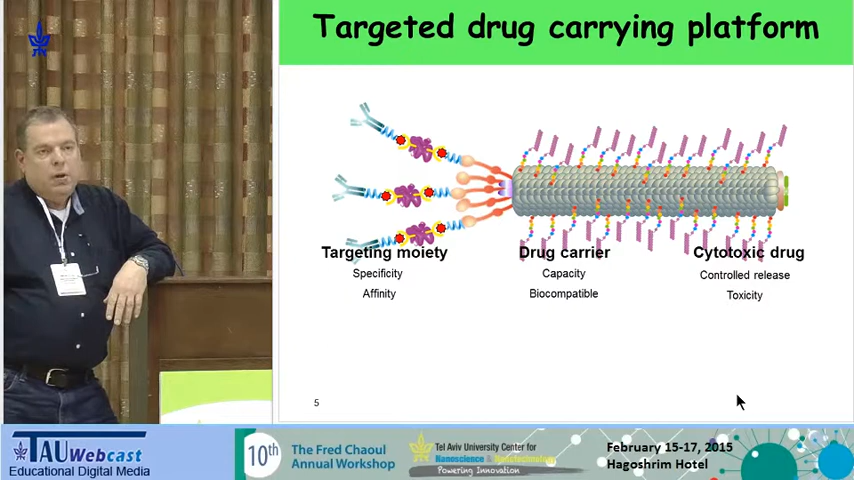 Targeted drug carrying platform
Targeting moiety
Specificity
Affinity
Drug carrier
Capacity
Biocompatible
Cytotoxic drug
Controlled release
Toxicity
5
TAU Webcast
Educational Digital Media
10th
The Fred Chaoul
Annual Workshop
Tel Aviv University Center for
Nanoscience & Nanotechnology
Powering Innovation
February 15-17, 2015
Hagoshrim Hotel